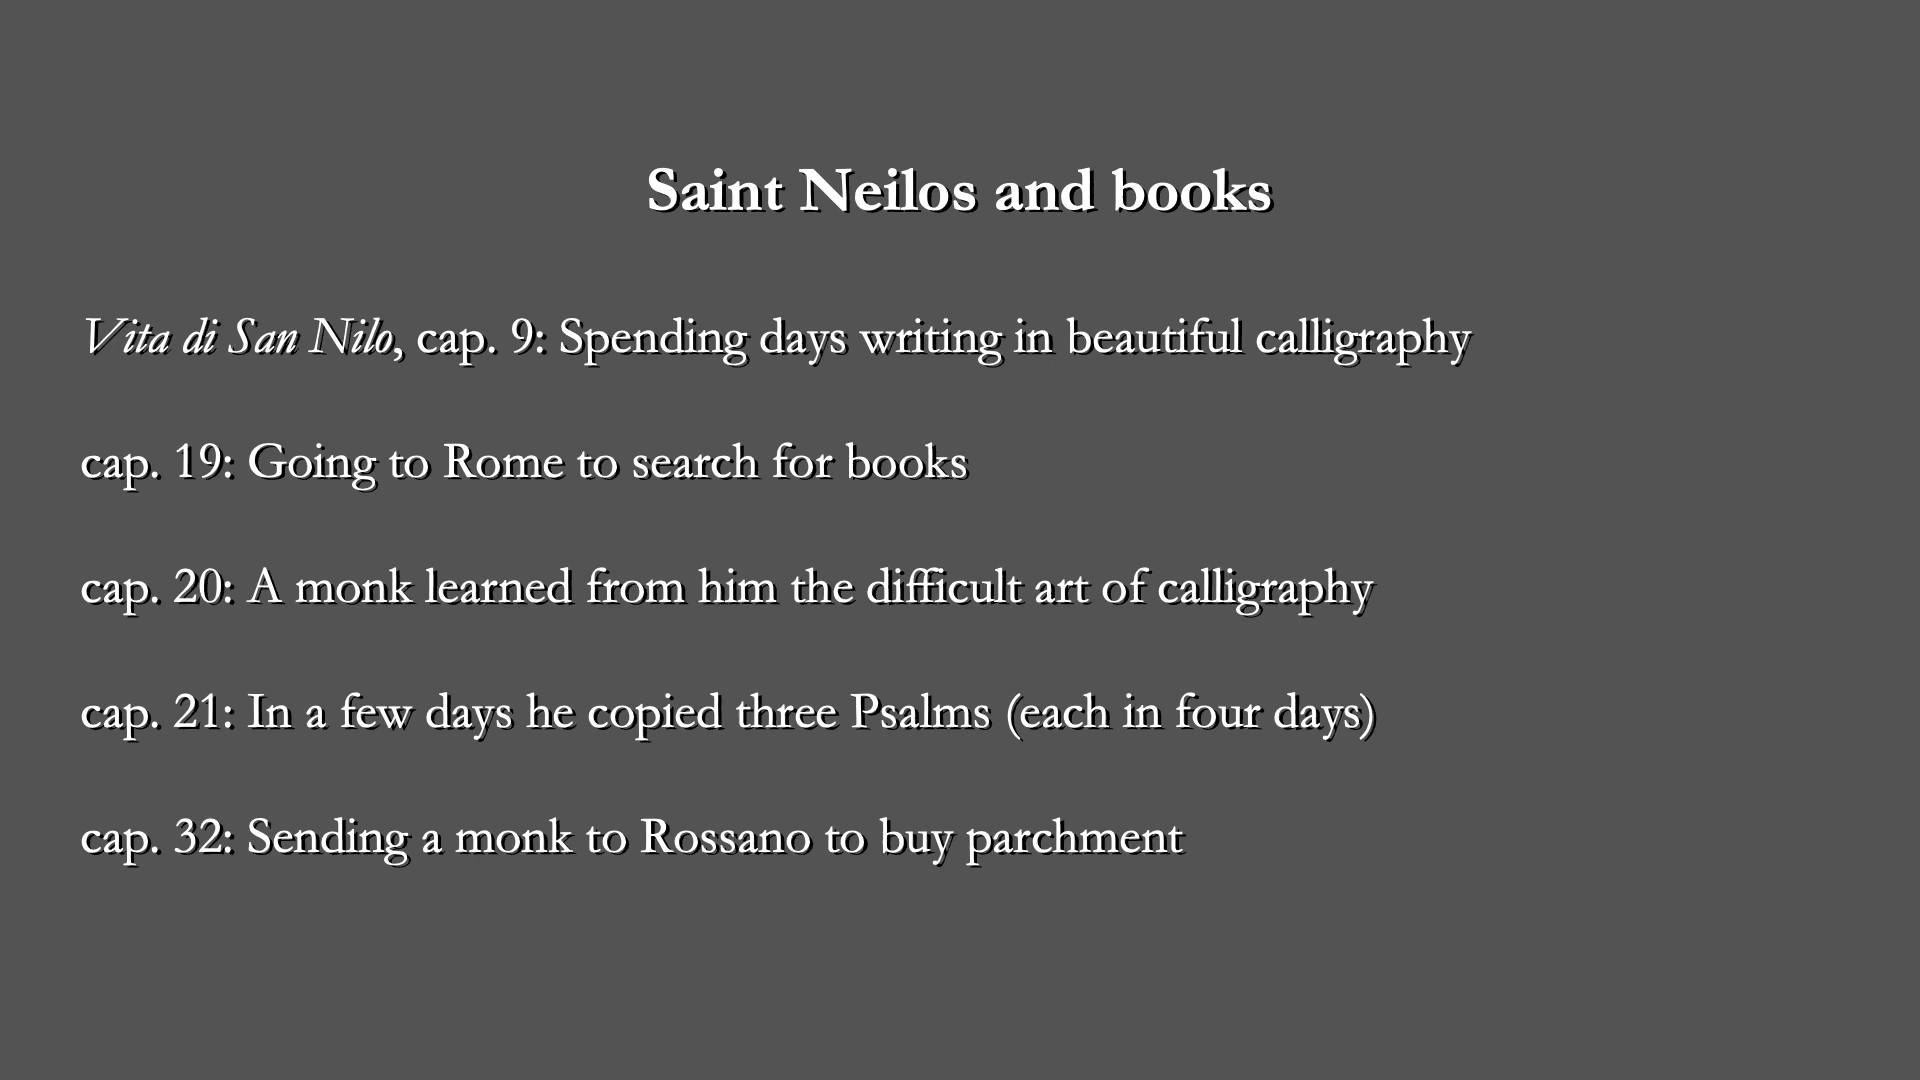 Saint Neilos and books
Vita di San Nilo, cap. 9: Spending days writing in beautiful calligraphy
cap. 19: Going to Rome to search for books
cap. 20: A monk learned from him the difficult art of calligraphy
cap. 21: In a few days he copied three Psalms (each in four days)
cap. 32: Sending a monk to Rossano to buy parchment